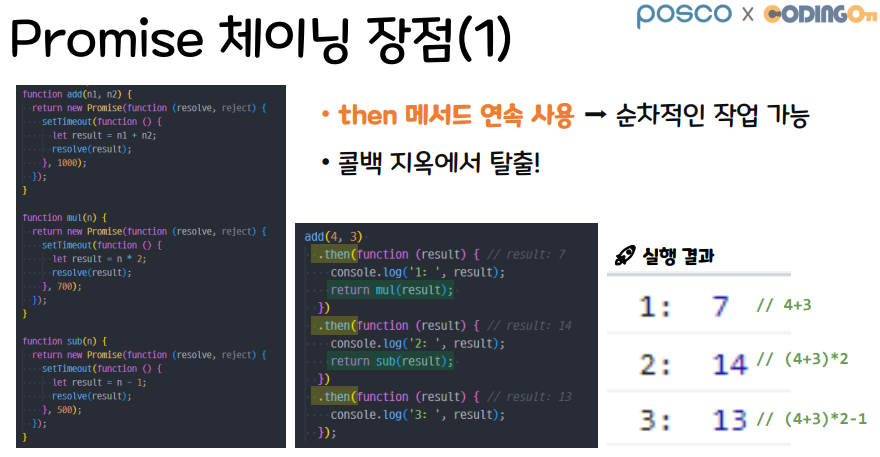 Promise 체이닝 장점(1)
posco x CODINGOn
function add(n1, n2) {
return new Promise(function (resolve, reject) {
setTimeout(function () {
let result = n1 + n2;
resolve(result);
}, 1000);
});
}
function mul(n) {
return new Promise(function (resolve, reject) {
setTimeout(function () {
let result = n * 2;
resolve(result);
}, 700);
});
}
function sub(n) {
return new Promise(function (resolve, reject) {
setTimeout(function () {
let result = n - 1;
resolve(result);
}, 500);
});
}
• then 메서드 연속 사용 ➡ 순차적인 작업 가능
• 콜백 지옥에서 탈출!
add(4, 3)
.then(function (result) { // result: 7
console.log('1: ', result);
return mul(result);
})
.then(function (result) { // result: 14
console.log('2: ', result);
return sub(result);
})
.then(function (result) { // result: 13
console.log('3: ', result);
});
🚀 실행 결과
1: 7 // 4+3
2: 14 // (4+3)*2
3: 13 // (4+3)*2-1